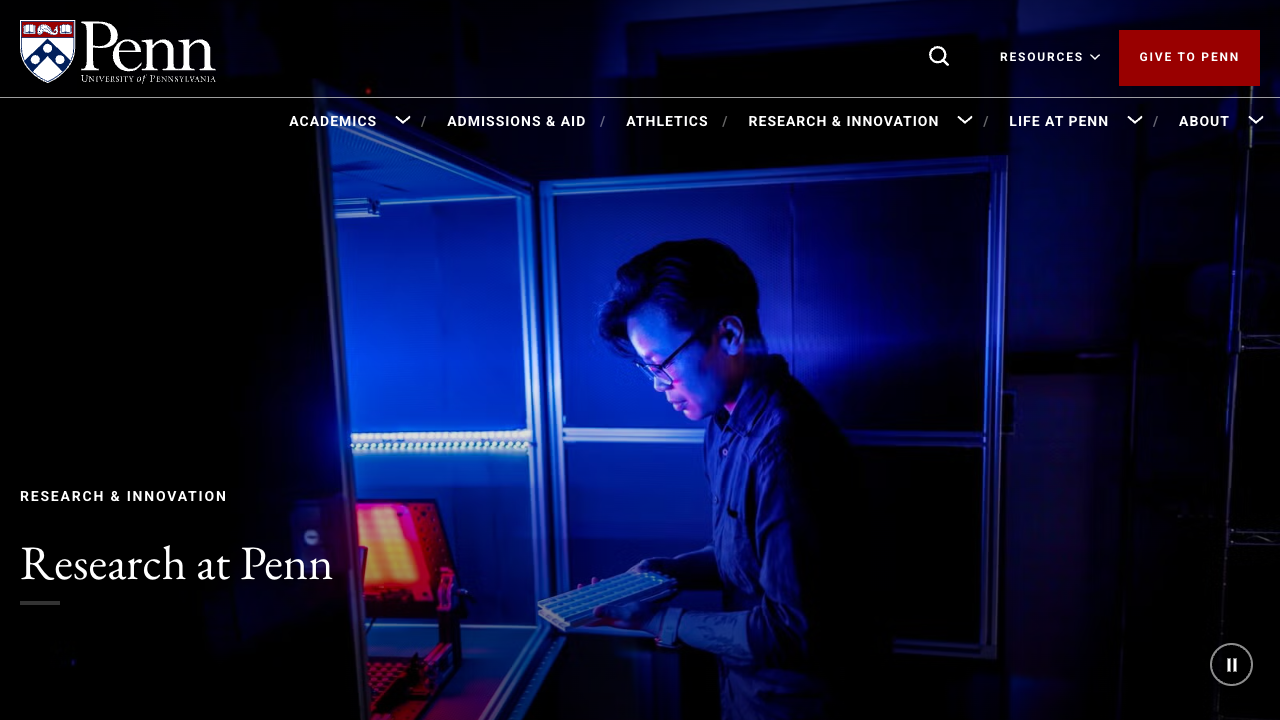 Penn
UNIVERSITY of PENNSYLVANIA
RESOURCES
GIVE TO PENN
ACADEMICS / ADMISSIONS & AID / ATHLETICS / RESEARCH & INNOVATION / LIFE AT PENN / ABOUT
RESEARCH & INNOVATION
Research at Penn